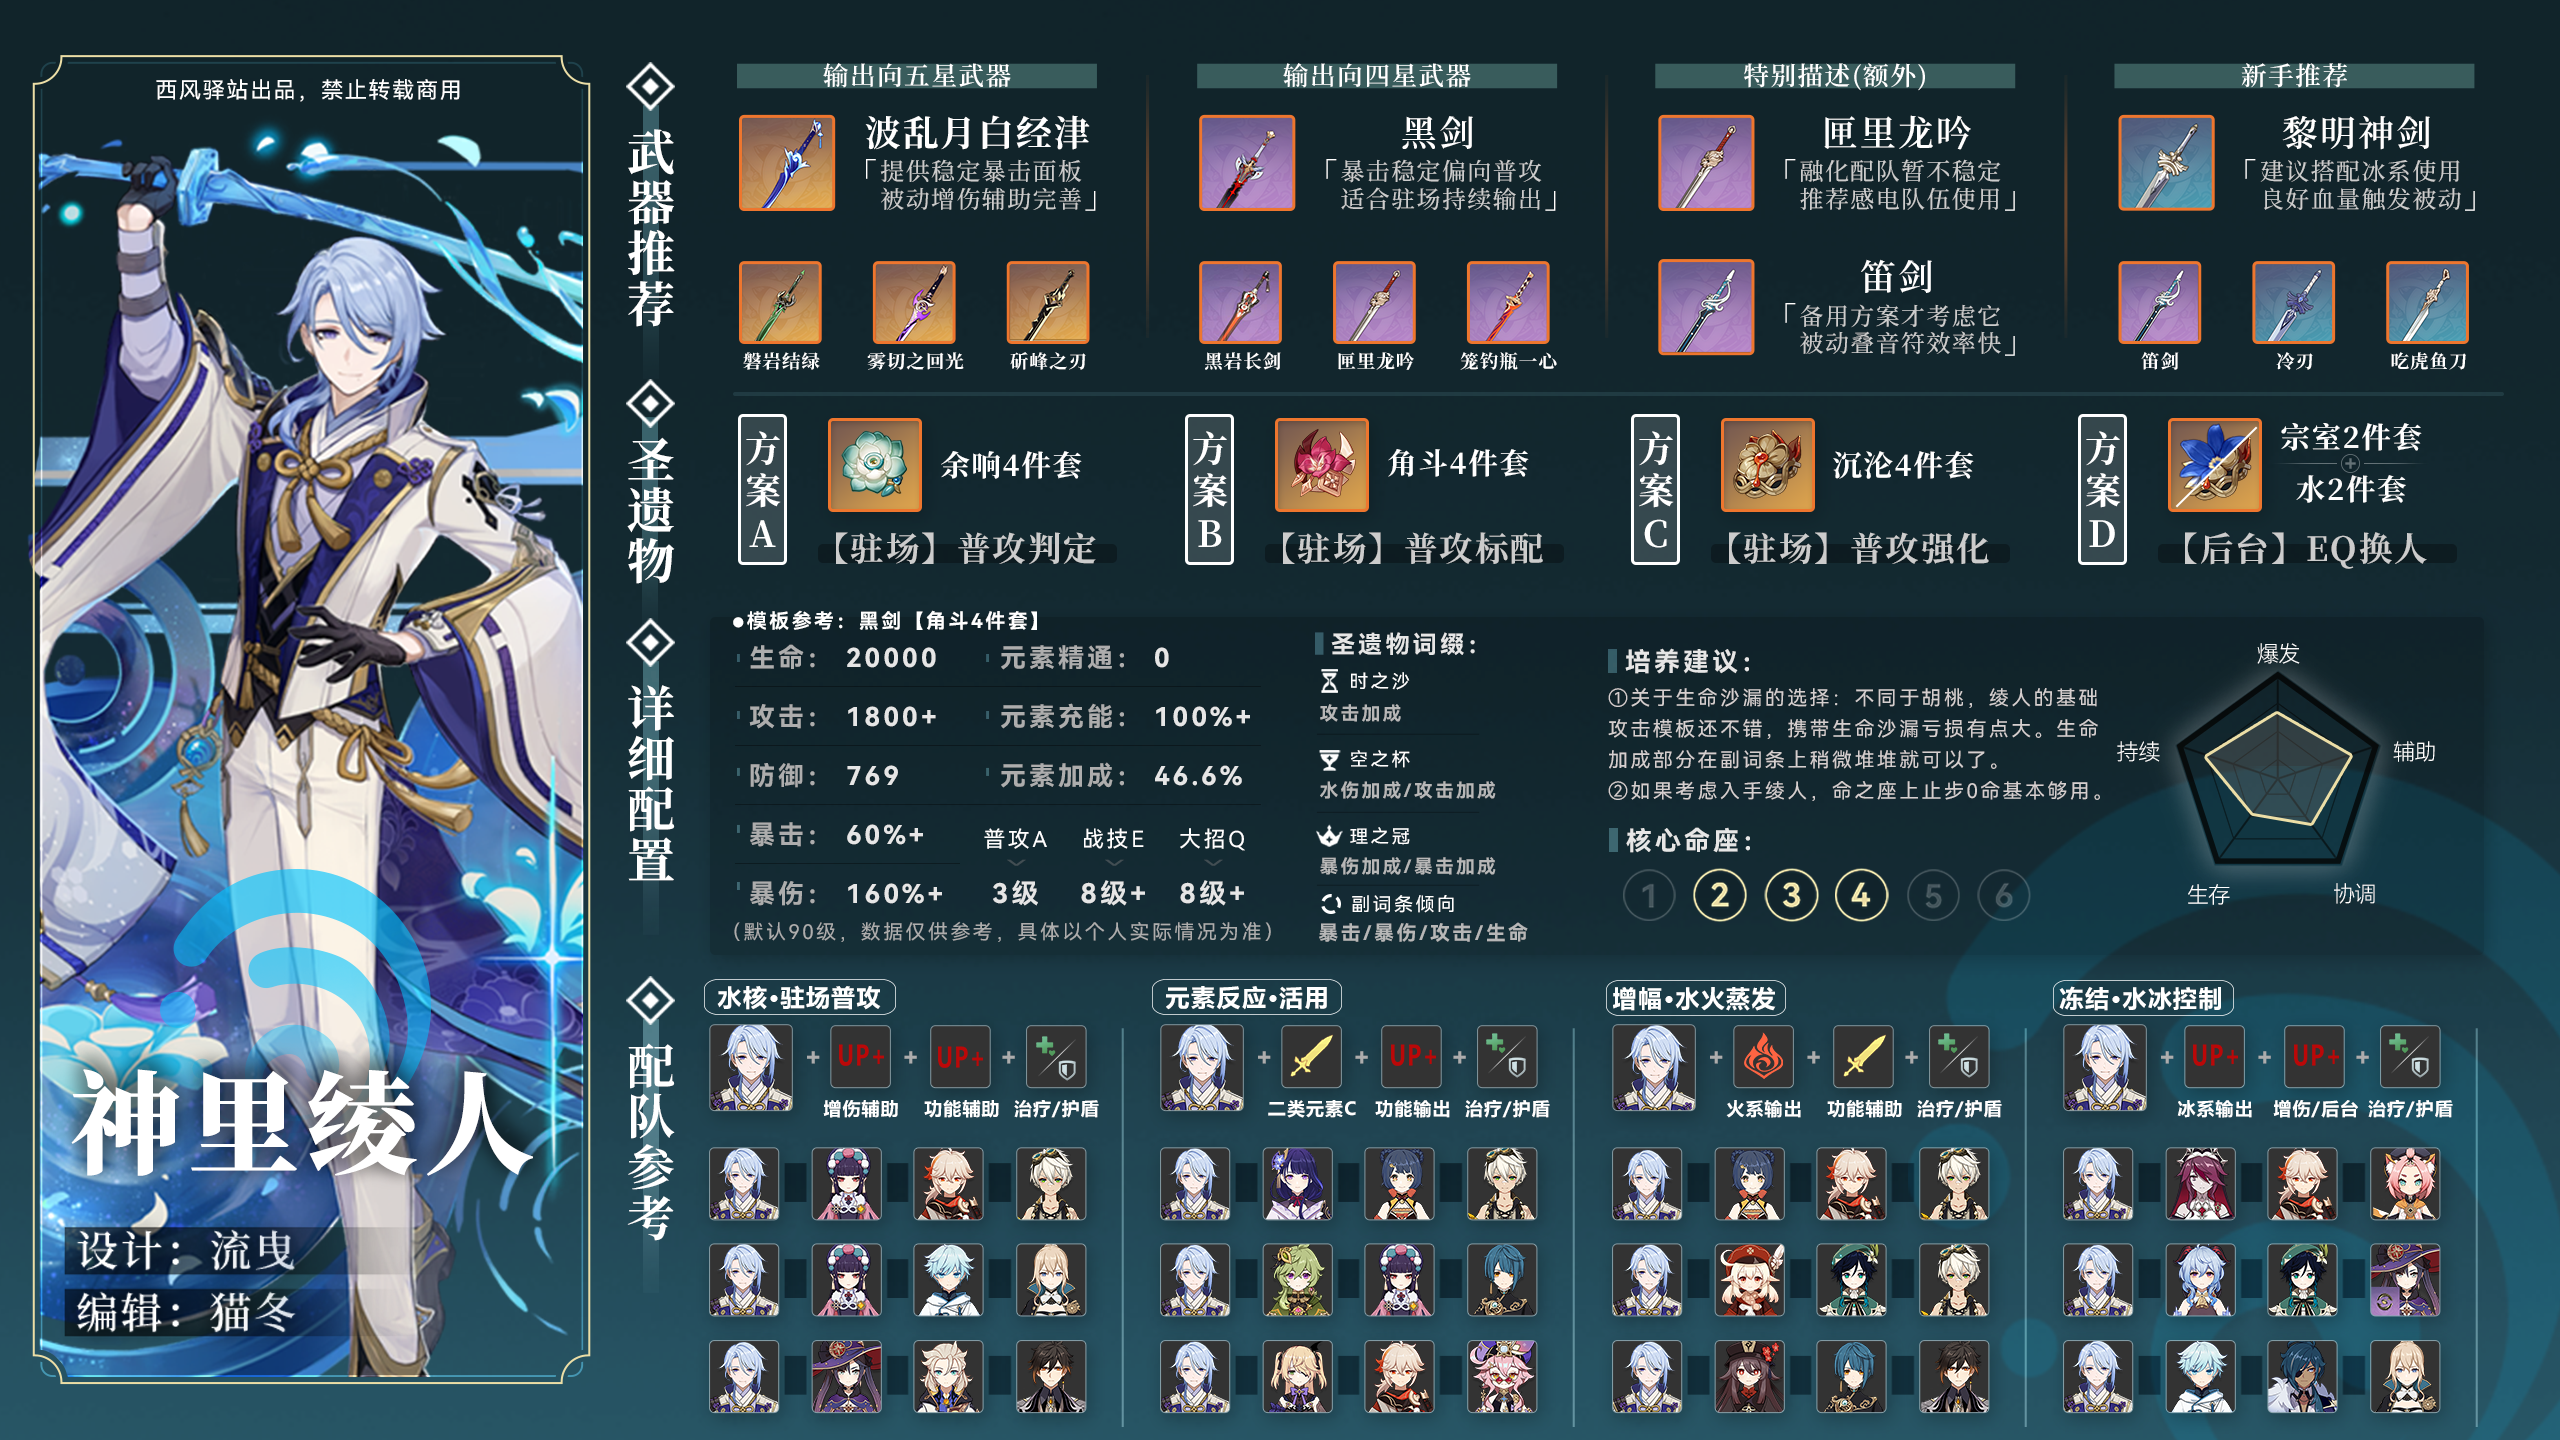 西风驿站出品，禁止转载商用
神里绫人
设计：流曳
编辑：猫冬
武器推荐
输出向五星武器
波乱月白经津
「提供稳定暴击面板
被动增伤辅助完善」
磐岩结绿
雾切之回光
斫峰之刃
输出向四星武器
黑剑
「暴击稳定偏向普攻
适合驻场持续输出」
黑岩长剑
匣里龙吟
笼钓瓶一心
特别描述(额外)
匣里龙吟
「融化配队暂不稳定
推荐感电队伍使用」
笛剑
「备用方案才考虑它
被动叠音符效率快」
新手推荐
黎明神剑
「建议搭配冰系使用
良好血量触发被动」
笛剑
冷刃
吃虎鱼刀
圣遗物
方案A
余响4件套
【驻场】普攻判定
方案B
角斗4件套
【驻场】普攻标配
方案C
沉沦4件套
【驻场】普攻强化
方案D
宗室2件套
水2件套
【后台】EQ换人
详细配置
●模板参考：黑剑【角斗4件套】
生命： 20000 元素精通： 0
攻击： 1800+ 元素充能： 100%+
防御： 769 元素加成： 46.6%
暴击： 60%+ 普攻A 战技E 大招Q
暴伤： 160%+ 3级 8级+ 8级+
(默认90级，数据仅供参考，具体以个人实际情况为准)
圣遗物词缀：
时之沙
攻击加成
空之杯
水伤加成/攻击加成
理之冠
暴伤加成/暴击加成
副词条倾向
暴击/暴伤/攻击/生命
培养建议：
①关于生命沙漏的选择：不同于胡桃，绫人的基础
攻击模板还不错，携带生命沙漏亏损有点大。生命
加成部分在副词条上稍微堆堆就可以了。
②如果考虑入手绫人，命之座上止步0命基本够用。
核心命座：
1 2 3 4 5 6
爆发
持续
辅助
生存
协调
配队参考
水核•驻场普攻
+ UP+ + UP+ +
增伤辅助 功能辅助 治疗/护盾
元素反应•活用
+ + UP+ +
二类元素C 功能输出 治疗/护盾
增幅•水火蒸发
+ + +
火系输出 功能辅助 治疗/护盾
冻结•水冰控制
+ UP+ + UP+ +
冰系输出 增伤/后台 治疗/护盾